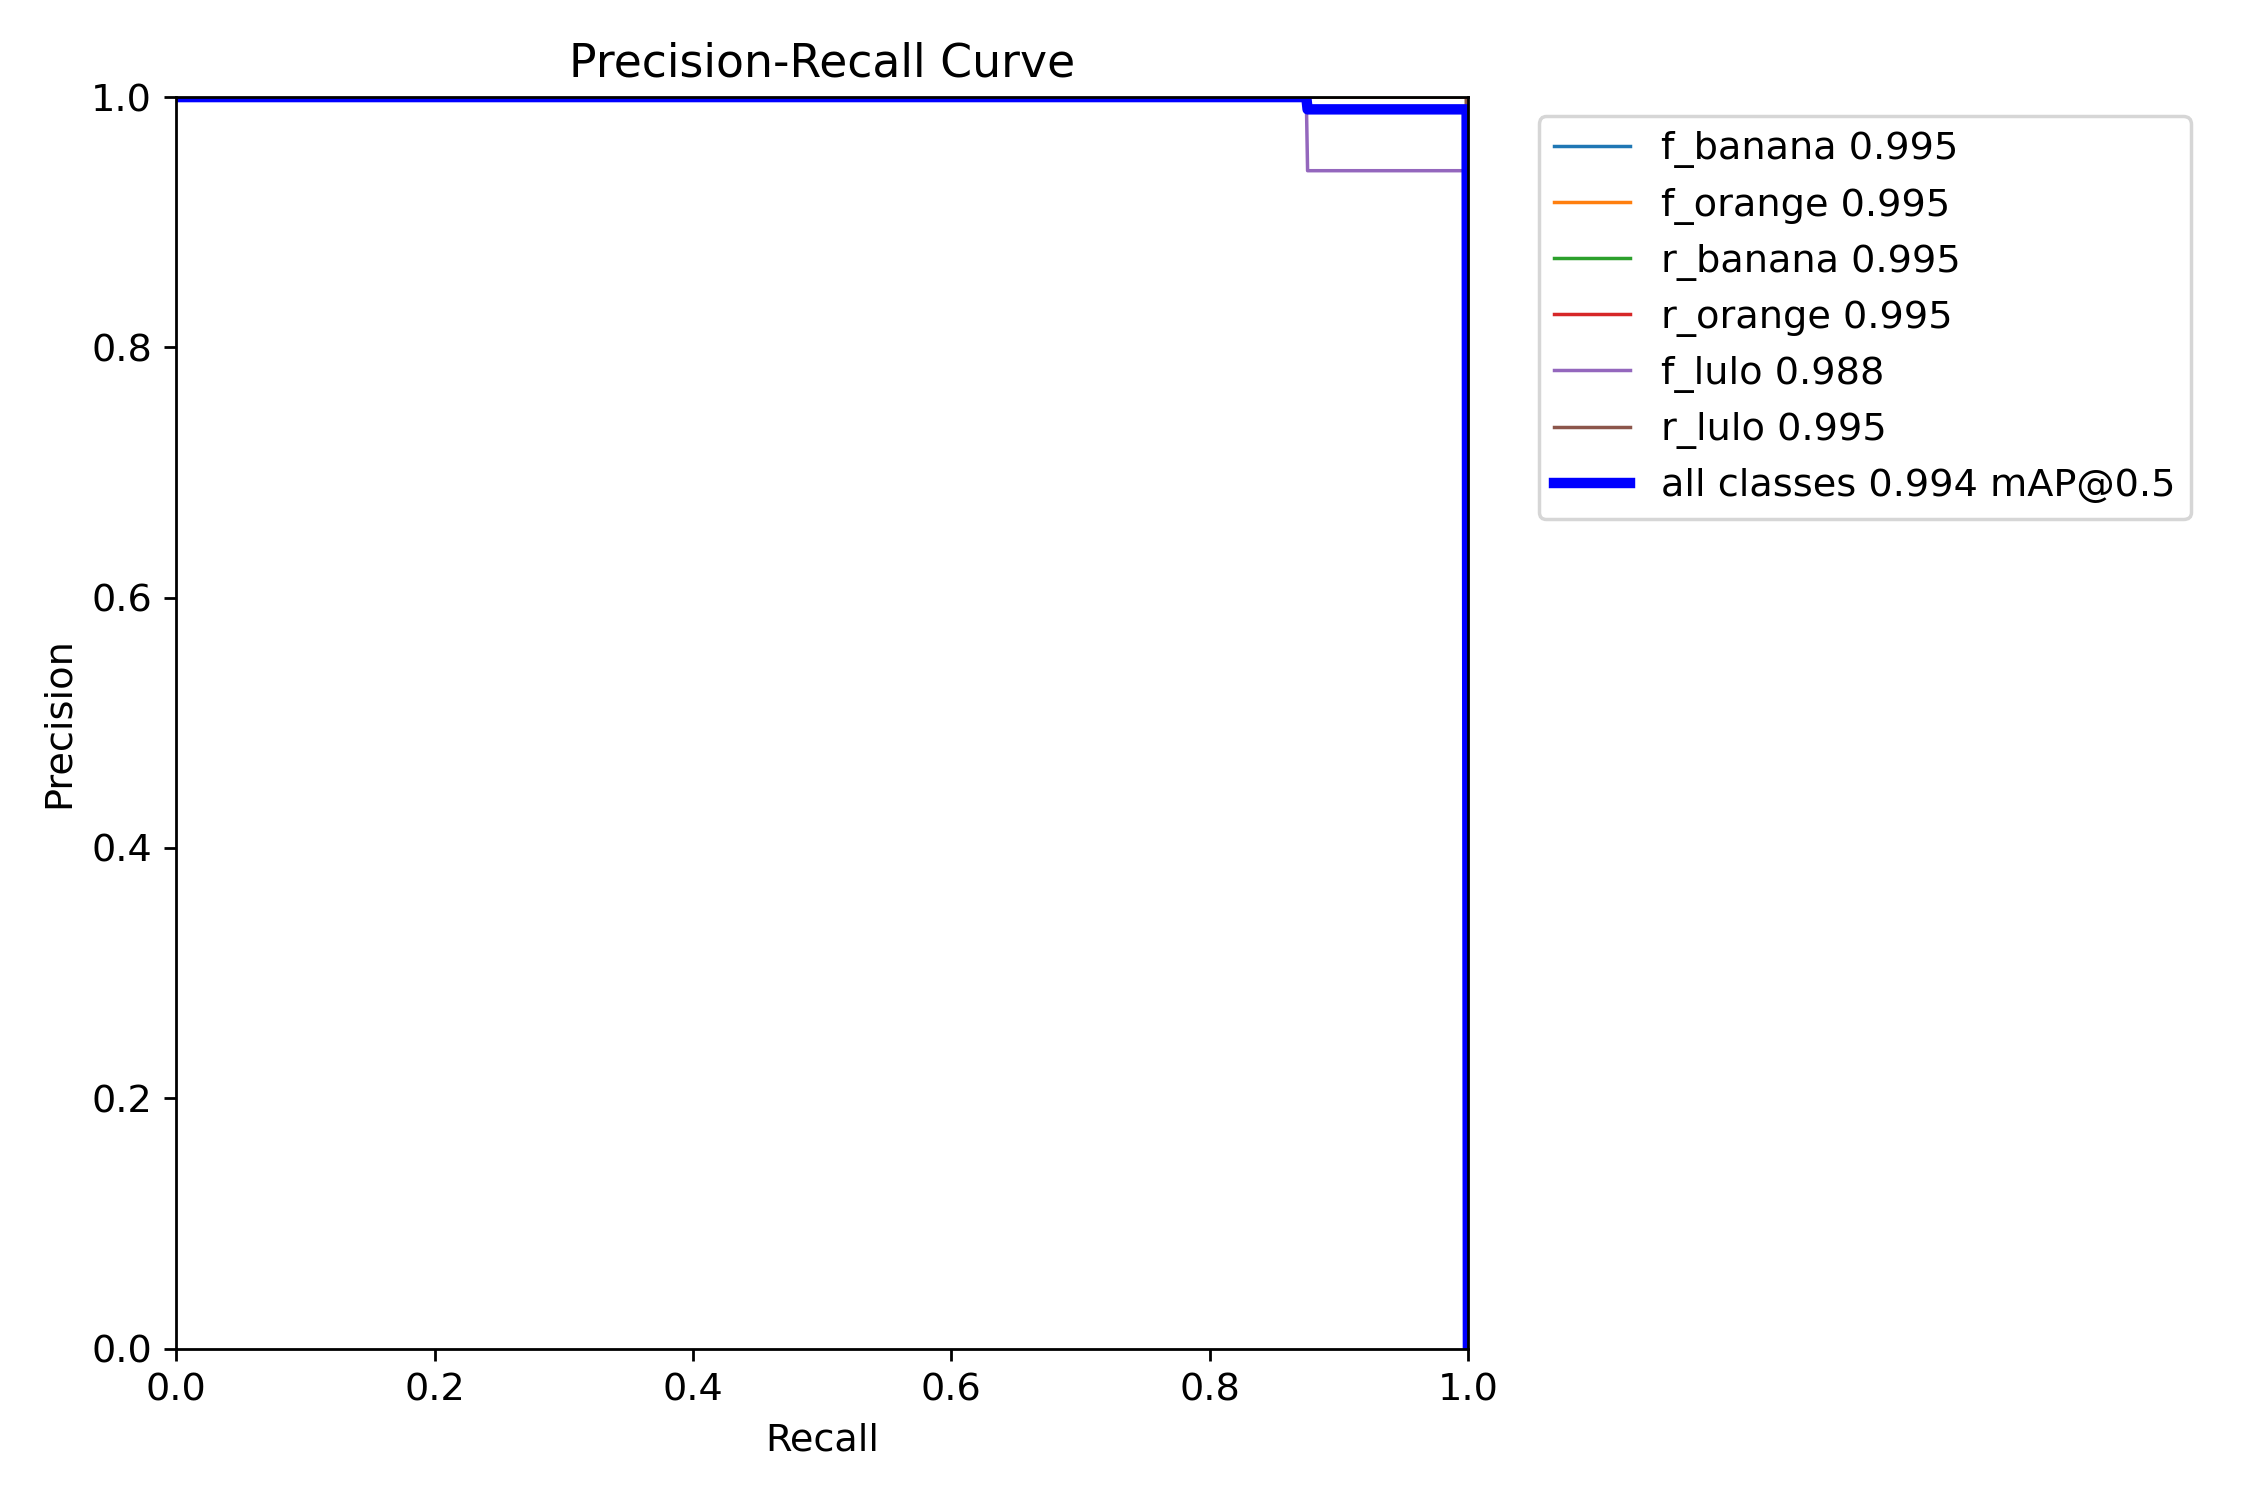 Precision-Recall Curve
1.0
0.8
0.6
0.4
0.2
0.0
Precision
0.0 0.2 0.4 0.6 0.8 1.0
Recall
f_banana 0.995
f_orange 0.995
r_banana 0.995
r_orange 0.995
f_lulo 0.988
r_lulo 0.995
all classes 0.994 mAP@0.5